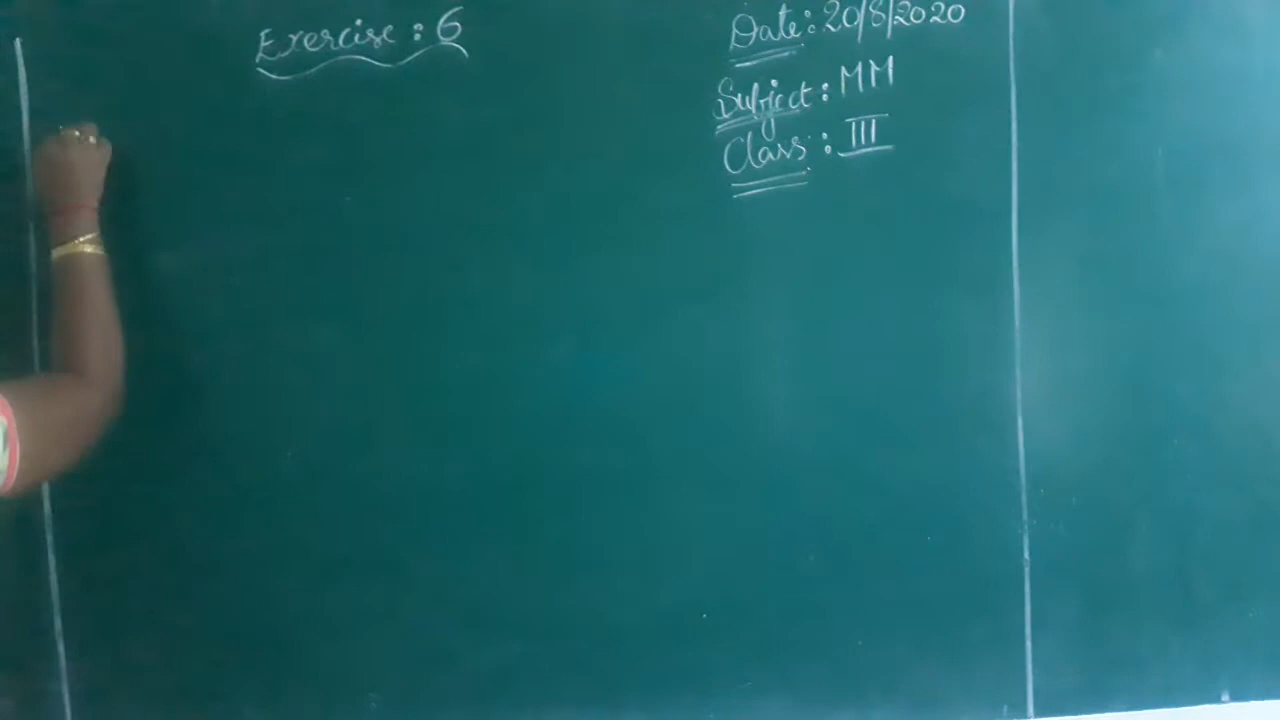 Exercise : 6
Date : 20/8/2020
Subject : MM
Class : III